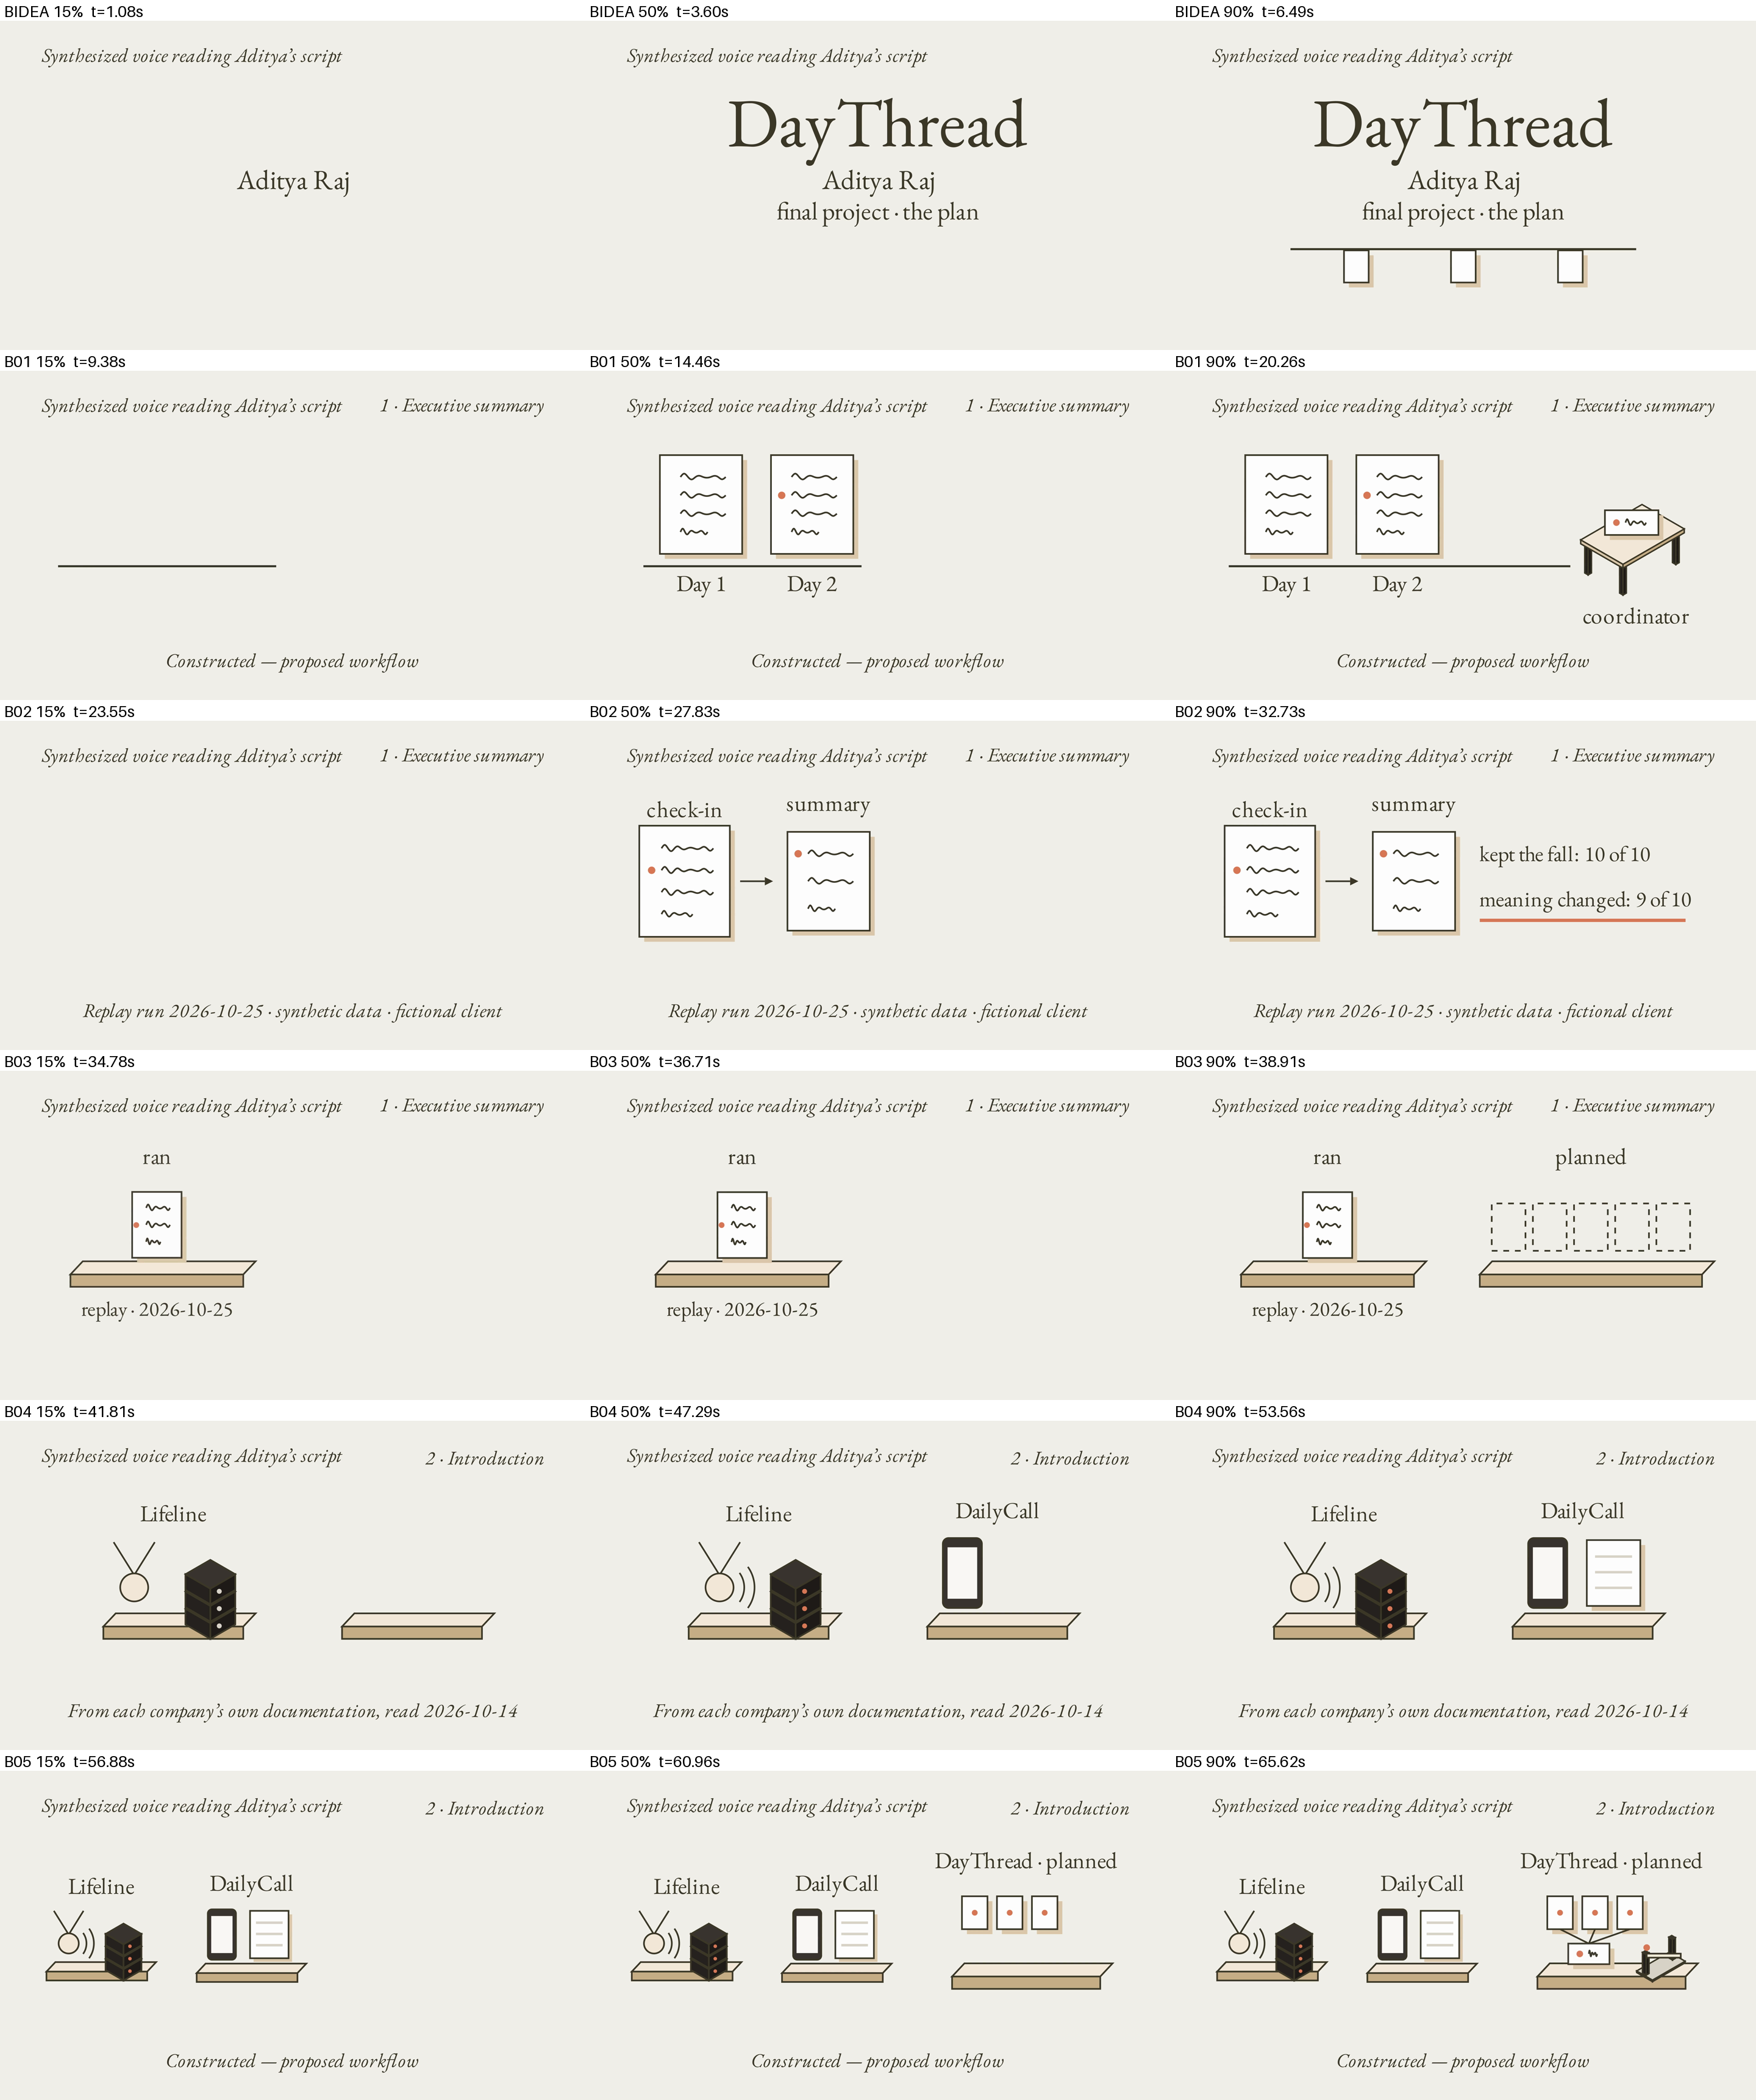 BIDEA 15% t=1.08s
Synthesized voice reading Aditya's script
Aditya Raj
BIDEA 50% t=3.60s
Synthesized voice reading Aditya's script
DayThread
Aditya Raj
final project · the plan
BIDEA 90% t=6.49s
Synthesized voice reading Aditya's script
DayThread
Aditya Raj
final project · the plan
B01 15% t=9.38s
Synthesized voice reading Aditya's script
1 · Executive summary
Constructed — proposed workflow
B01 50% t=14.46s
Synthesized voice reading Aditya's script
1 · Executive summary
Day 1
Day 2
Constructed — proposed workflow
B01 90% t=20.26s
Synthesized voice reading Aditya's script
1 · Executive summary
Day 1
Day 2
coordinator
Constructed — proposed workflow
B02 15% t=23.55s
Synthesized voice reading Aditya's script
1 · Executive summary
Replay run 2026-10-25 · synthetic data · fictional client
B02 50% t=27.83s
Synthesized voice reading Aditya's script
1 · Executive summary
check-in
summary
Replay run 2026-10-25 · synthetic data · fictional client
B02 90% t=32.73s
Synthesized voice reading Aditya's script
1 · Executive summary
check-in
summary
kept the fall: 10 of 10
meaning changed: 9 of 10
Replay run 2026-10-25 · synthetic data · fictional client
B03 15% t=34.78s
Synthesized voice reading Aditya's script
1 · Executive summary
ran
replay · 2026-10-25
B03 50% t=36.71s
Synthesized voice reading Aditya's script
1 · Executive summary
ran
replay · 2026-10-25
B03 90% t=38.91s
Synthesized voice reading Aditya's script
1 · Executive summary
ran
planned
replay · 2026-10-25
B04 15% t=41.81s
Synthesized voice reading Aditya's script
2 · Introduction
Lifeline
From each company's own documentation, read 2026-10-14
B04 50% t=47.29s
Synthesized voice reading Aditya's script
2 · Introduction
Lifeline
DailyCall
From each company's own documentation, read 2026-10-14
B04 90% t=53.56s
Synthesized voice reading Aditya's script
2 · Introduction
Lifeline
DailyCall
From each company's own documentation, read 2026-10-14
B05 15% t=56.88s
Synthesized voice reading Aditya's script
2 · Introduction
Lifeline
DailyCall
Constructed — proposed workflow
B05 50% t=60.96s
Synthesized voice reading Aditya's script
2 · Introduction
Lifeline
DailyCall
DayThread · planned
Constructed — proposed workflow
B05 90% t=65.62s
Synthesized voice reading Aditya's script
2 · Introduction
Lifeline
DailyCall
DayThread · planned
Constructed — proposed workflow